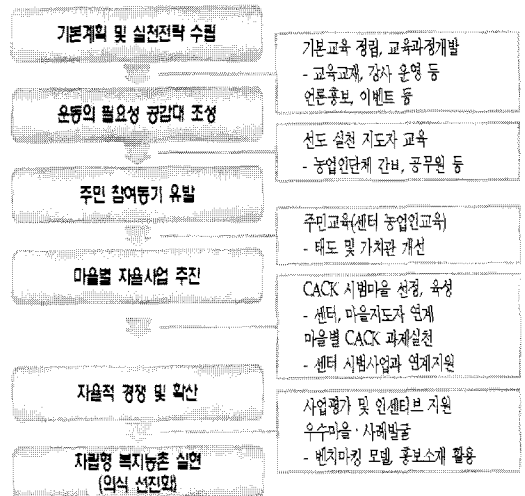 기본계획 및 실천전략 수립
기본교육 정립, 교육과정개발
- 교육교재, 강사 운영 등
언론홍보, 이벤트 등
운동의 필요성 공감대 조성
선도 실천 지도자 교육
- 농업인단체 간비, 공무원 등
주민 참여동기 유발
주민교육(센터 농업인교육)
- 태도 및 가치관 개선
마을별 자율사업 추진
CACK 시범마을 선정, 육성
- 센터, 마을지도자 연계
마을별 CACK 과제실천
- 센터 시범사업과 연계지원
자율적 경쟁 및 확산
사업평가 및 인센티브 지원
우수마을·사례발굴
- 벤치마킹 모델, 홍보소재 활용
자립형 복지농촌 실현
(의식 선진화)